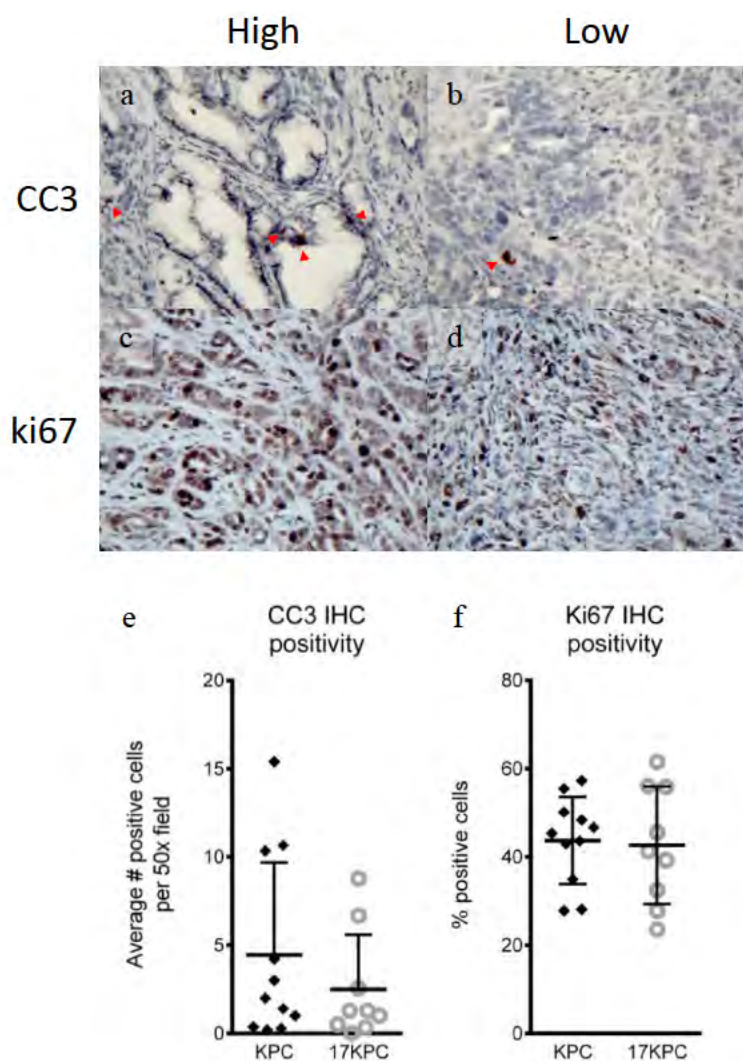 High Low
a b
CC3
c d
ki67
e CC3 IHC positivity
f Ki67 IHC positivity
Average # positive cells per 50x field
20
15
10
5
0
KPC 17KPC
% positive cells
80
60
40
20
0
KPC 17KPC